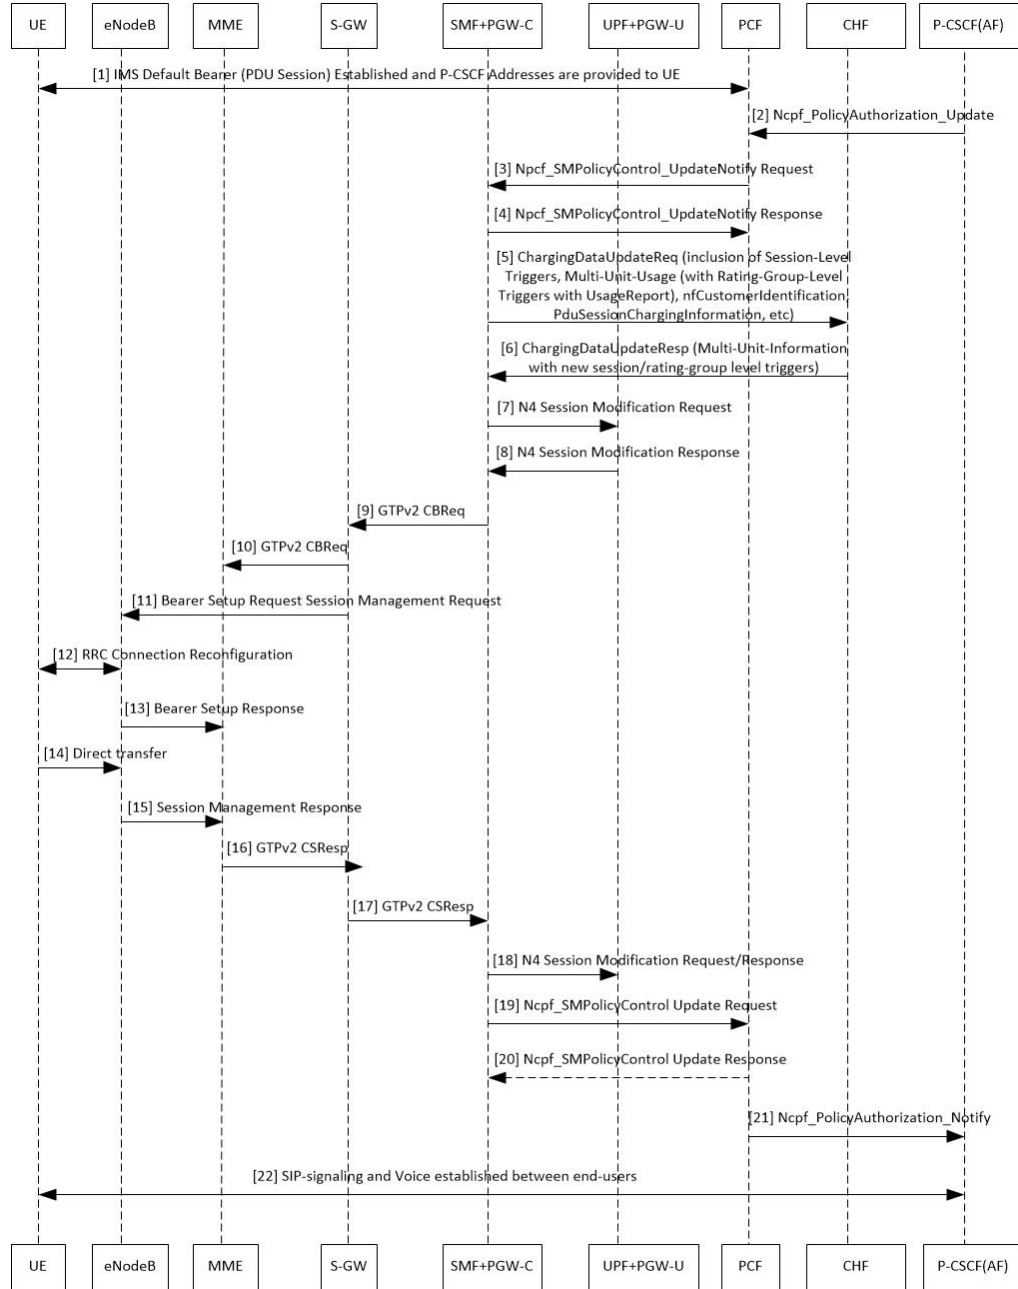 UE eNodeB MME S-GW SMF+PGW-C UPF+PGW-U PCF CHF P-CSCF(AF)
[1] IMS Default Bearer (PDU Session) Established and P-CSCF Addresses are provided to UE
[2] Ncpf_PolicyAuthorization_Update
[3] Npcf_SMPolicyControl_UpdateNotify Request
[4] Npcf_SMPolicyControl_UpdateNotify Response
[5] ChargingDataUpdateReq (inclusion of Session-Level
Triggers, Multi-Unit-Usage (with Rating-Group-Level
Triggers with UsageReport), nfCustomerIdentification,
PduSessionChargingInformation, etc)
[6] ChargingDataUpdateResp (Multi-Unit-Information
with new session/rating-group level triggers)
[7] N4 Session Modification Request
[8] N4 Session Modification Response
[9] GTPv2 CBReq
[10] GTPv2 CBReq
[11] Bearer Setup Request Session Management Request
[12] RRC Connection Reconfiguration
[13] Bearer Setup Response
[14] Direct transfer
[15] Session Management Response
[16] GTPv2 CSResp
[17] GTPv2 CSResp
[18] N4 Session Modification Request/Response
[19] Ncpf_SMPolicyControl Update Request
[20] Ncpf_SMPolicyControl Update Response
[21] Ncpf_PolicyAuthorization_Notify
[22] SIP-signaling and Voice established between end-users
UE eNodeB MME S-GW SMF+PGW-C UPF+PGW-U PCF CHF P-CSCF(AF)